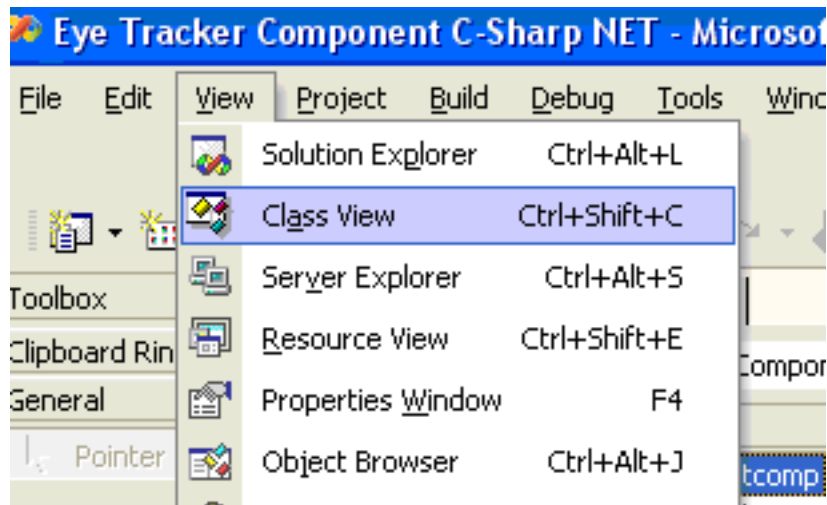 Eye Tracker Component C-Sharp NET - Microsof
File Edit View Project Build Debug Tools Winc
Solution Explorer Ctrl+Alt+L
Class View Ctrl+Shift+C
Server Explorer Ctrl+Alt+S
Toolbox
Resource View Ctrl+Shift+E
Clipboard Rin
Compor
General
Properties Window F4
Pointer
Object Browser Ctrl+Alt+J
tcomp